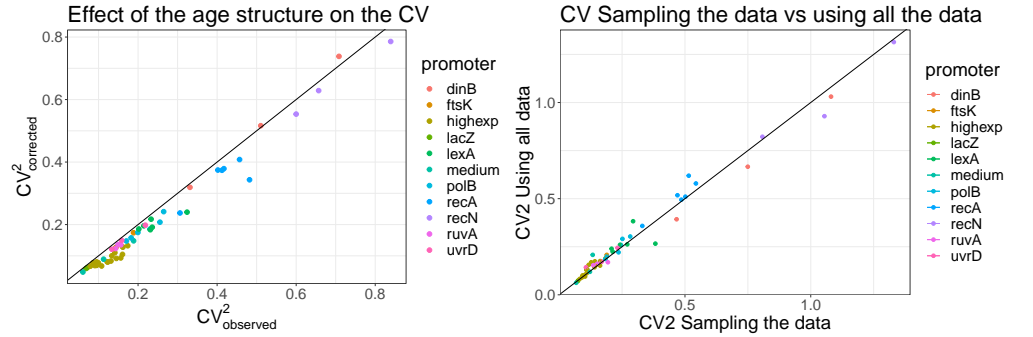 Effect of the age structure on the CV
CV²corrected
0.8
0.6
0.4
0.2
0.2 0.4 0.6 0.8
CV²observed
promoter
dinB
ftsK
highexp
lacZ
lexA
medium
polB
recA
recN
ruvA
uvrD
CV Sampling the data vs using all the data
CV2 Using all data
1.0
0.5
0.0
0.5 1.0
CV2 Sampling the data
promoter
dinB
ftsK
highexp
lacZ
lexA
medium
polB
recA
recN
ruvA
uvrD